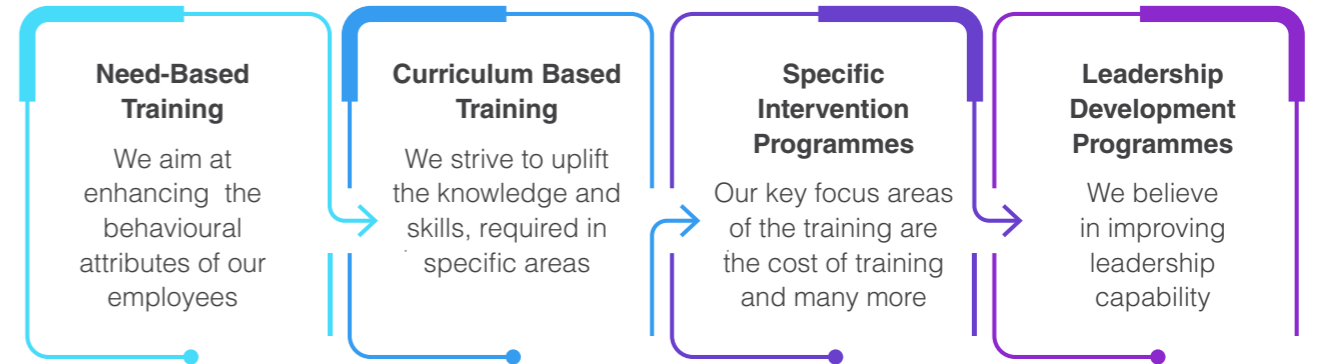 Need-Based
Training
We aim at
enhancing the
behavioural
attributes of our
employees
Curriculum Based
Training
We strive to uplift
the knowledge and
skills, required in
specific areas
Specific
Intervention
Programmes
Our key focus areas
of the training are
the cost of training
and many more
Leadership
Development
Programmes
We believe
in improving
leadership
capability